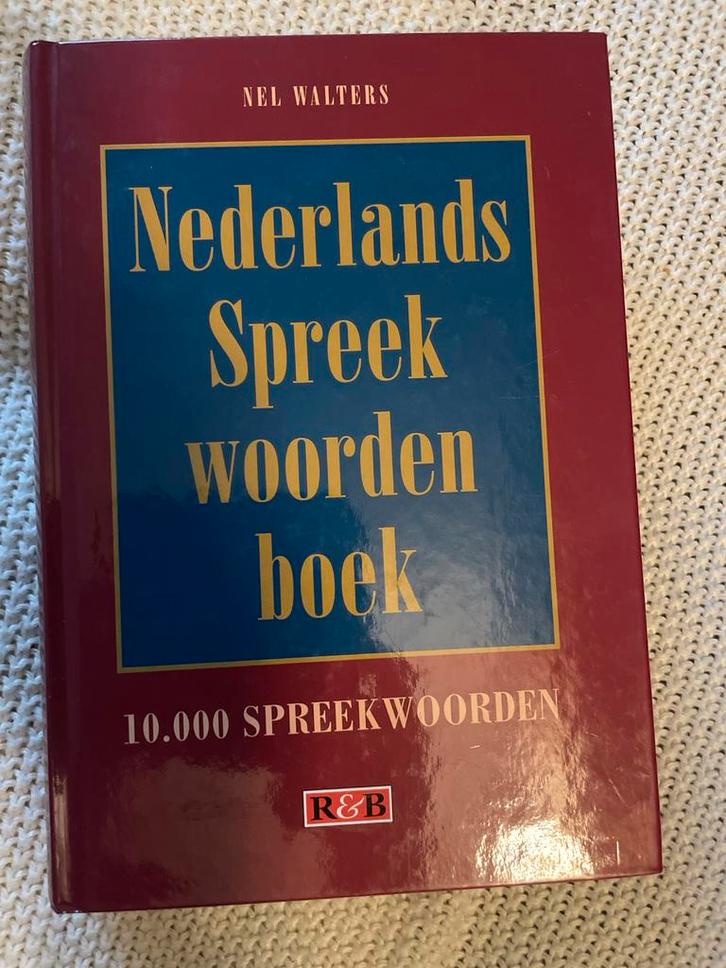 NEL WALTERS
Nederlands
Spreek
woorden
boek
10.000 SPREEKWOORDEN
R&B